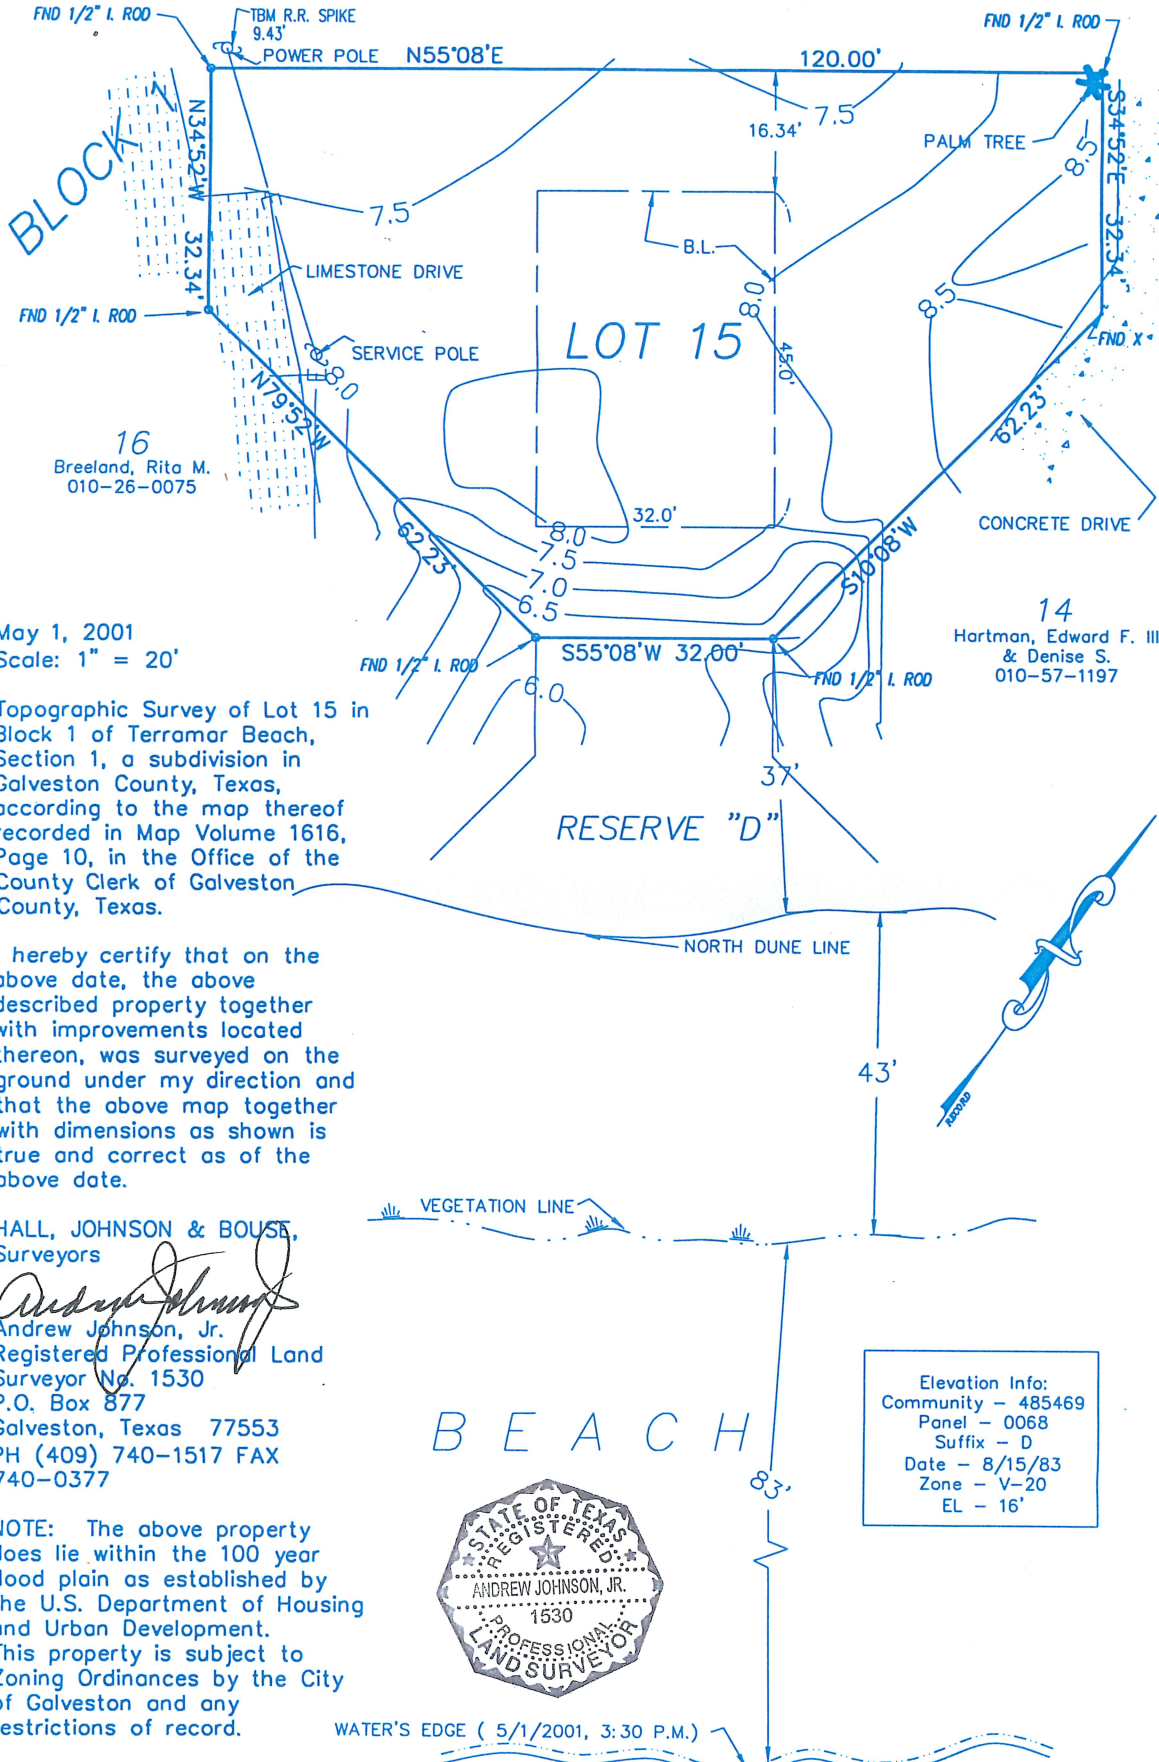 FND 1/2" I. ROD
TBM R.R. SPIKE
9.43'
POWER POLE
N55°08'E
120.00'
FND 1/2" I. ROD
BLOCK 1
N34°52'W 32.34'
16.34'
7.5
PALM TREE
8.5
S34°52'E 32.34'
7.5
B.L.
LIMESTONE DRIVE
8.0
8.5
FND 1/2" I. ROD
LOT 15
45.0'
FND X
SERVICE POLE
E
8.0
N79°52'W
62.23'
16
Breeland, Rita M.
010-26-0075
62.23'
32.0'
8.0
7.5
7.0
6.5
S10°08'W
CONCRETE DRIVE
14
Hartman, Edward F. III
& Denise S.
010-57-1197
S55°08'W 32.00'
FND 1/2" I. ROD
FND 1/2" I. ROD
6.0
37'
RESERVE "D"
NORTH DUNE LINE
RECORD
43'
VEGETATION LINE
BEACH
83'
WATER'S EDGE ( 5/1/2001, 3:30 P.M.)
May 1, 2001
Scale: 1" = 20'
Topographic Survey of Lot 15 in
Block 1 of Terramar Beach,
Section 1, a subdivision in
Galveston County, Texas,
according to the map thereof
recorded in Map Volume 1616,
Page 10, in the Office of the
County Clerk of Galveston
County, Texas.
hereby certify that on the
above date, the above
described property together
with improvements located
thereon, was surveyed on the
ground under my direction and
that the above map together
with dimensions as shown is
true and correct as of the
above date.
HALL, JOHNSON & BOUSE,
Surveyors
Andrew Johnson Jr
Andrew Johnson, Jr.
Registered Professional Land
Surveyor No. 1530
P.O. Box 877
Galveston, Texas 77553
PH (409) 740-1517 FAX
740-0377
NOTE: The above property
does lie within the 100 year
flood plain as established by
the U.S. Department of Housing
and Urban Development.
This property is subject to
Zoning Ordinances by the City
of Galveston and any
restrictions of record.
STATE OF TEXAS
REGISTERED
ANDREW JOHNSON, JR.
1530
PROFESSIONAL
LAND SURVEYOR
Elevation Info:
Community - 485469
Panel - 0068
Suffix - D
Date - 8/15/83
Zone - V-20
EL - 16'